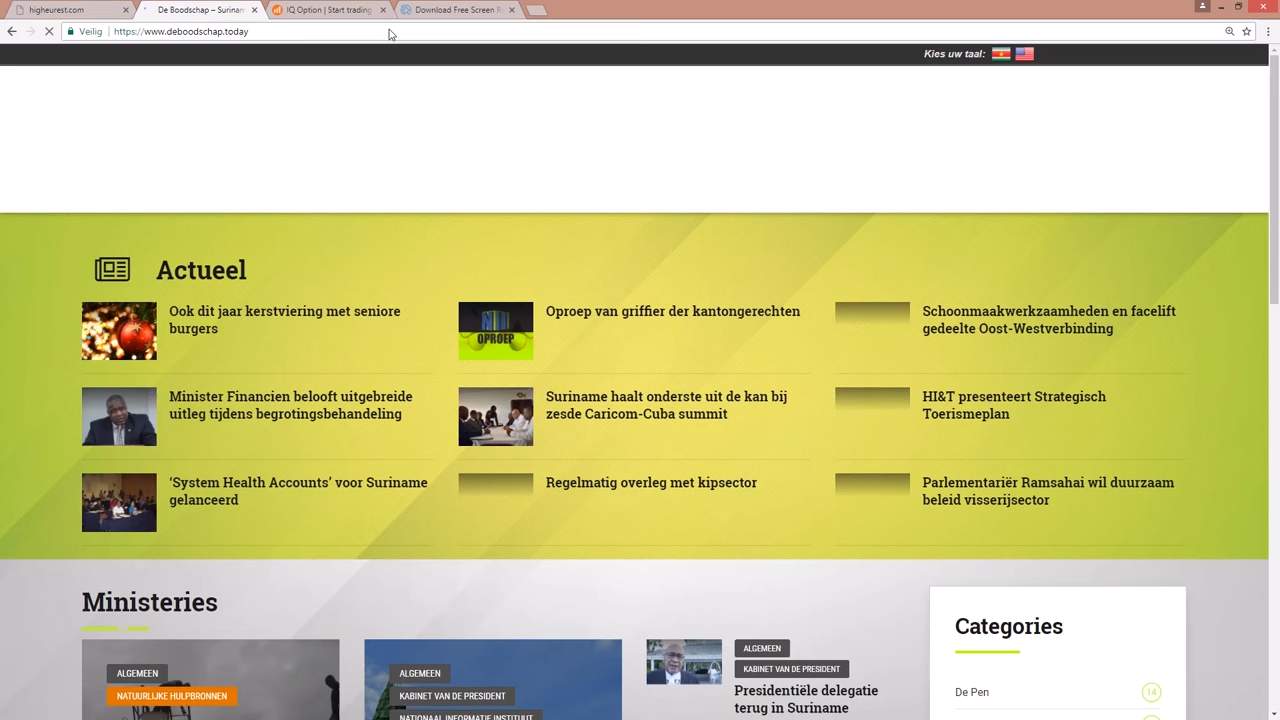 higheurest.com
De Boodschap – Surinam
IQ Option | Start trading
Download Free Screen R
Veilig
https://www.deboodschap.today
Kies uw taal:
Actueel
Ook dit jaar kerstviering met seniore
burgers
OPROEP
Oproep van griffier der kantongerechten
Schoonmaakwerkzaamheden en facelift
gedeelte Oost-Westverbinding
Minister Financien belooft uitgebreide
uitleg tijdens begrotingsbehandeling
Suriname haalt onderste uit de kan bij
zesde Caricom-Cuba summit
HI&T presenteert Strategisch
Toerismeplan
‘System Health Accounts’ voor Suriname
gelanceerd
Regelmatig overleg met kipsector
Parlementariër Ramsahai wil duurzaam
beleid visserijsector
Ministeries
ALGEMEEN
NATUURLIJKE HULPBRONNEN
ALGEMEEN
KABINET VAN DE PRESIDENT
NATIONAAL INFORMATIE INSTITUUT
ALGEMEEN
KABINET VAN DE PRESIDENT
Presidentiële delegatie
terug in Suriname
Categories
De Pen
14